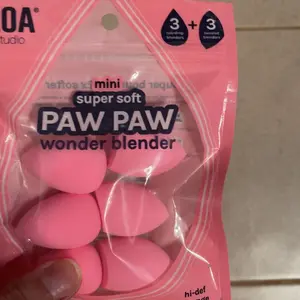 OA®
studio
3 + 3
mini
super soft
PAW PAW
wonder blender
hi-def